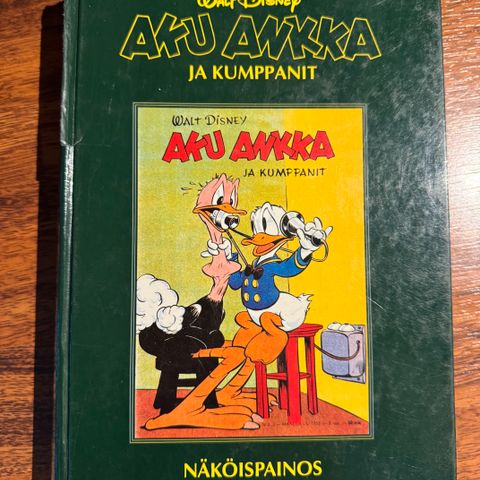 WALT DISNEY
AKU ANKKA
JA KUMPPANIT
WALT DISNEY
AKU ANKKA
JA KUMPPANIT
NÄKÖISPAINOS